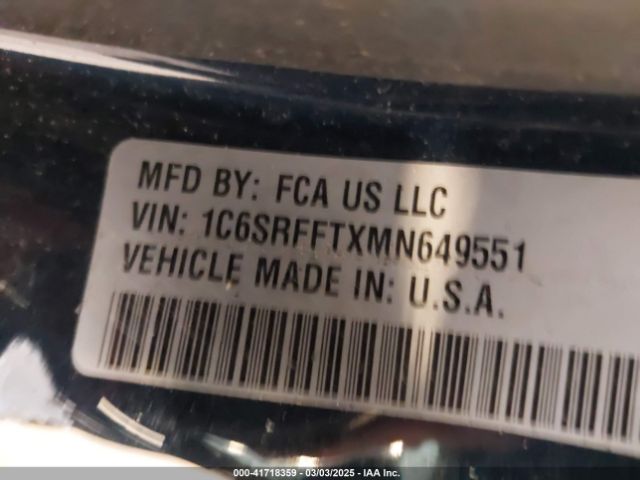 MFD BY: FCA US LLC
VIN: 1C6SRFFTXMN649551
VEHICLE MADE IN: U.S.A.
000-41718359 - 03/03/2025 - IAA Inc.